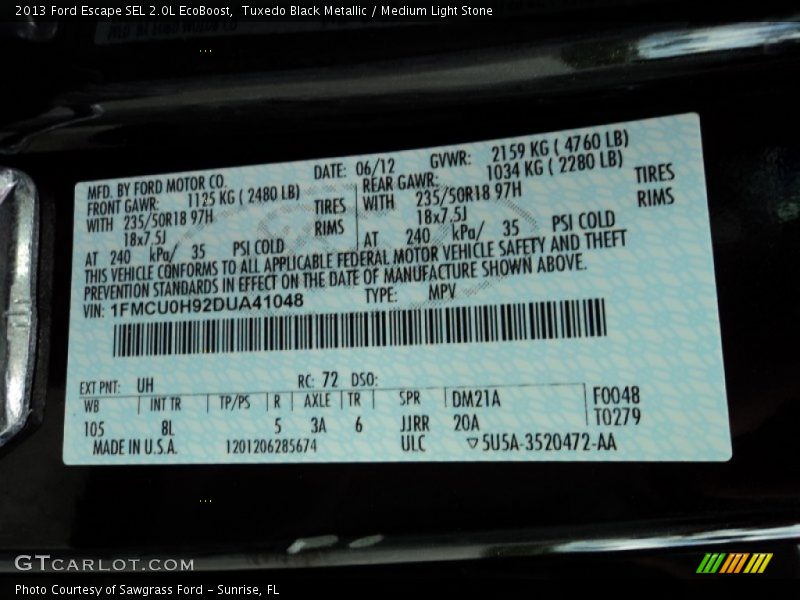 2013 Ford Escape SEL 2.0L EcoBoost,  Tuxedo Black Metallic / Medium Light Stone
...
MFD. BY FORD MOTOR CO. DATE: 06/12 GVWR: 2159 KG ( 4760 LB)
FRONT GAWR: 1125 KG ( 2480 LB) REAR GAWR: 1034 KG ( 2280 LB)
WITH 235/50R18 97H TIRES WITH 235/50R18 97H TIRES
18x7.5J RIMS 18x7.5J RIMS
AT 240 kPa/ 35 PSI COLD AT 240 kPa/ 35 PSI COLD
THIS VEHICLE CONFORMS TO ALL APPLICABLE FEDERAL MOTOR VEHICLE SAFETY AND THEFT
PREVENTION STANDARDS IN EFFECT ON THE DATE OF MANUFACTURE SHOWN ABOVE.
VIN: 1FMCU0H92DUA41048 TYPE: MPV
EXT PNT: UH RC: 72 DSO:
WB INT TR TP/PS R AXLE TR SPR DM21A F0048
105 8L 5 3A 6 JJRR 20A T0279
MADE IN U.S.A. 1201206285674 ULC ▽5U5A-3520472-AA
...
GTCARLOT.COM
Photo Courtesy of Sawgrass Ford - Sunrise, FL